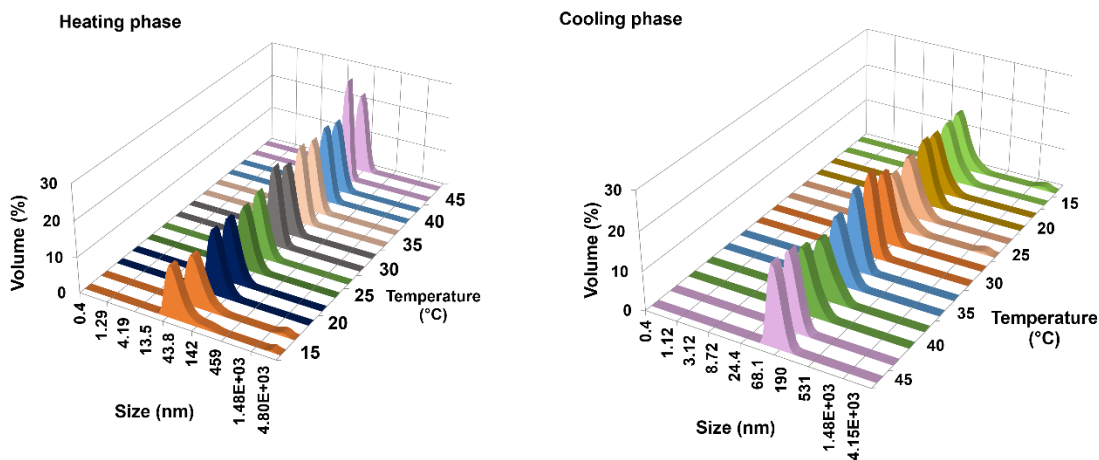 Heating phase
30
20
10
0
Volume (%)
0.4
1.29
4.19
13.5
43.8
142
459
1.48E+03
4.80E+03
Size (nm)
15
20
25
30
35
40
45
Temperature
(°C)
Cooling phase
30
20
10
0
Volume (%)
0.4
1.12
3.12
8.72
24.4
68.1
190
531
1.48E+03
4.15E+03
Size (nm)
45
40
35
30
25
20
15
Temperature
(°C)